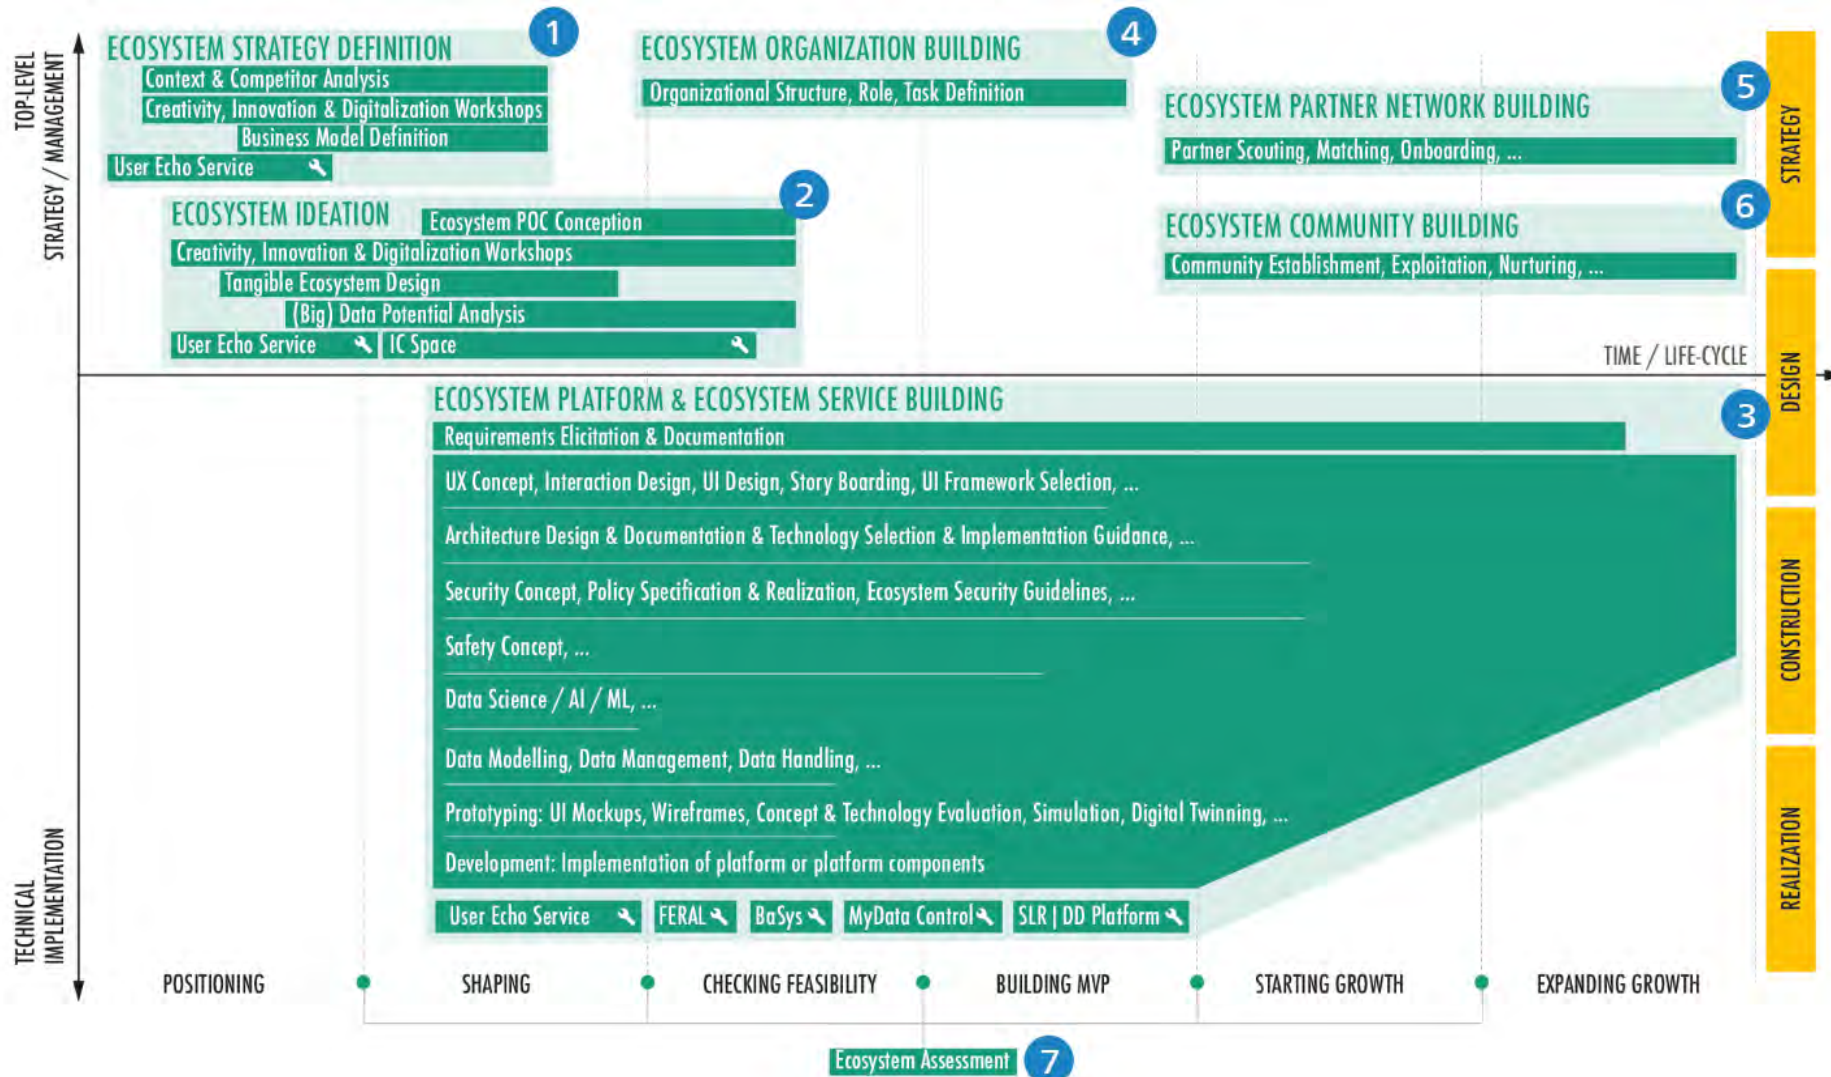 TOP-LEVEL
STRATEGY / MANAGEMENT
1
ECOSYSTEM STRATEGY DEFINITION
Context & Competitor Analysis
Creativity, Innovation & Digitalization Workshops
Business Model Definition
User Echo Service
2
ECOSYSTEM IDEATION
Ecosystem POC Conception
Creativity, Innovation & Digitalization Workshops
Tangible Ecosystem Design
(Big) Data Potential Analysis
User Echo Service
IC Space
4
ECOSYSTEM ORGANIZATION BUILDING
Organizational Structure, Role, Task Definition
5
ECOSYSTEM PARTNER NETWORK BUILDING
Partner Scouting, Matching, Onboarding, ...
6
ECOSYSTEM COMMUNITY BUILDING
Community Establishment, Exploitation, Nurturing, ...
TIME / LIFE-CYCLE
3
ECOSYSTEM PLATFORM & ECOSYSTEM SERVICE BUILDING
Requirements Elicitation & Documentation
UX Concept, Interaction Design, UI Design, Story Boarding, UI Framework Selection, ...
Architecture Design & Documentation & Technology Selection & Implementation Guidance, ...
Security Concept, Policy Specification & Realization, Ecosystem Security Guidelines, ...
Safety Concept, ...
Data Science / AI / ML, ...
Data Modelling, Data Management, Data Handling, ...
Prototyping: UI Mockups, Wireframes, Concept & Technology Evaluation, Simulation, Digital Twinning, ...
Development: Implementation of platform or platform components
User Echo Service
FERAL
BaSys
MyData Control
SLR | DD Platform
TECHNICAL
IMPLEMENTATION
POSITIONING
SHAPING
CHECKING FEASIBILITY
BUILDING MVP
STARTING GROWTH
EXPANDING GROWTH
Ecosystem Assessment
7
STRATEGY
DESIGN
CONSTRUCTION
REALIZATION